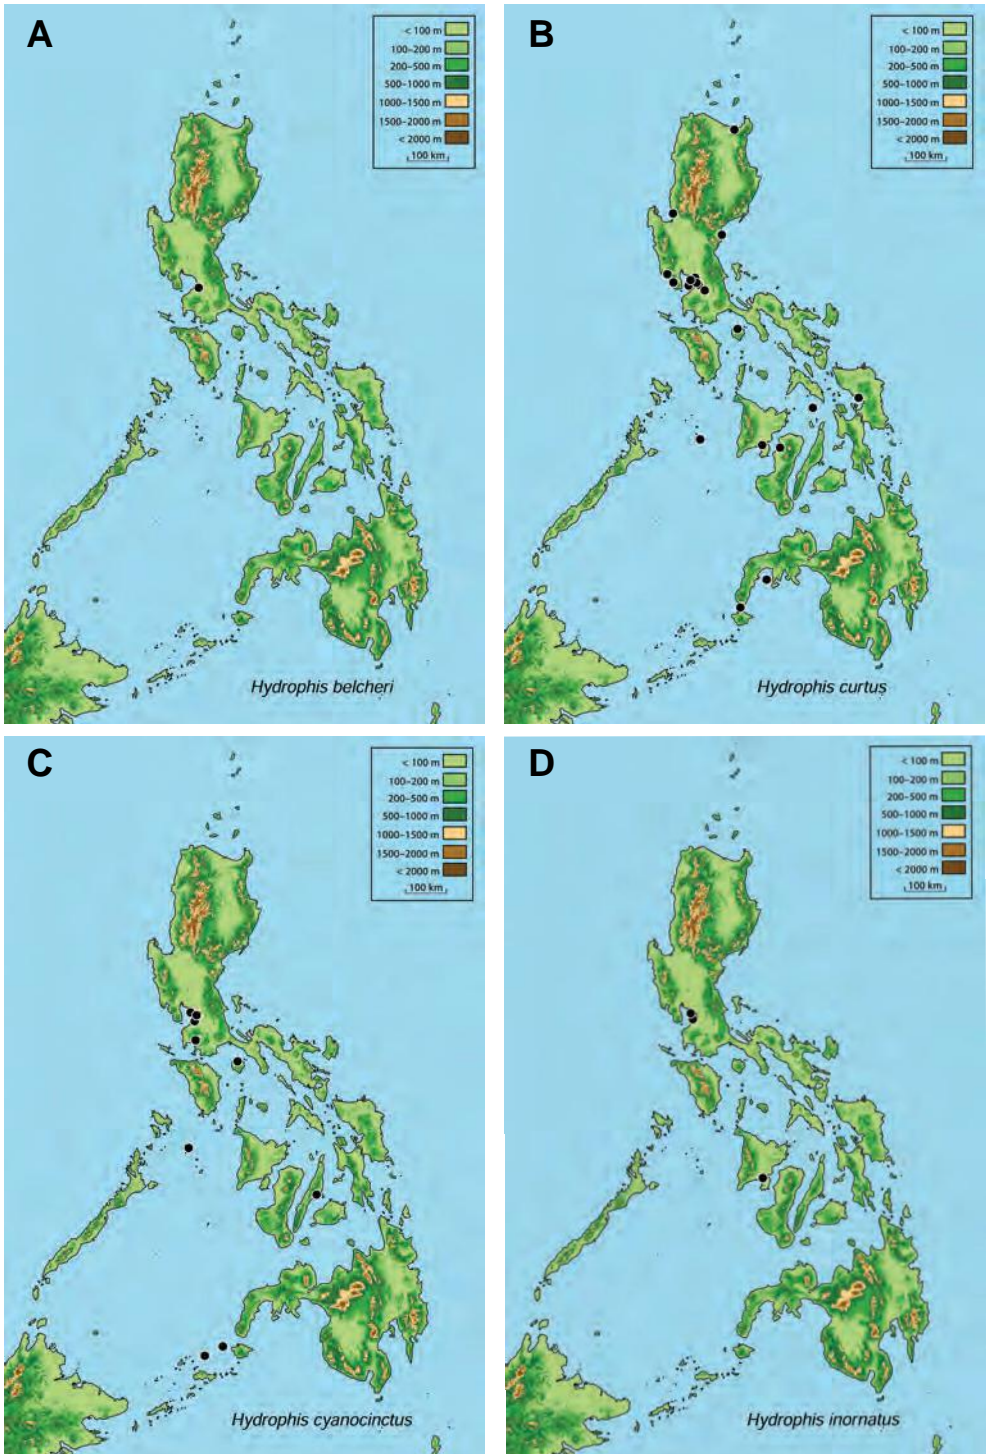 A
< 100 m
100–200 m
200–500 m
500–1000 m
1000–1500 m
1500–2000 m
< 2000 m
100 km
Hydrophis belcheri
B
< 100 m
100–200 m
200–500 m
500–1000 m
1000–1500 m
1500–2000 m
< 2000 m
100 km
Hydrophis curtus
C
< 100 m
100–200 m
200–500 m
500–1000 m
1000–1500 m
1500–2000 m
< 2000 m
100 km
Hydrophis cyanocinctus
D
< 100 m
100–200 m
200–500 m
500–1000 m
1000–1500 m
1500–2000 m
< 2000 m
100 km
Hydrophis inornatus